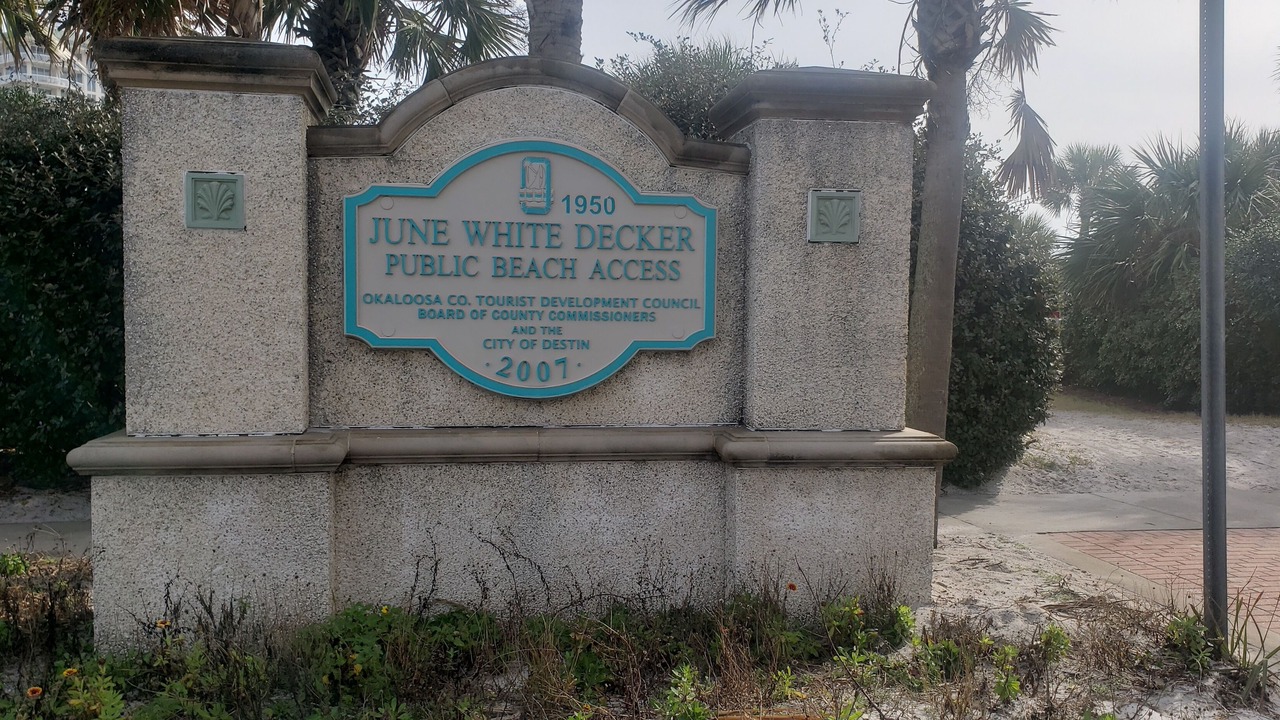 1950
JUNE WHITE DECKER
PUBLIC BEACH ACCESS
OKALOOSA CO. TOURIST DEVELOPMENT COUNCIL
BOARD OF COUNTY COMMISSIONERS
AND THE
CITY OF DESTIN
· 2007 ·